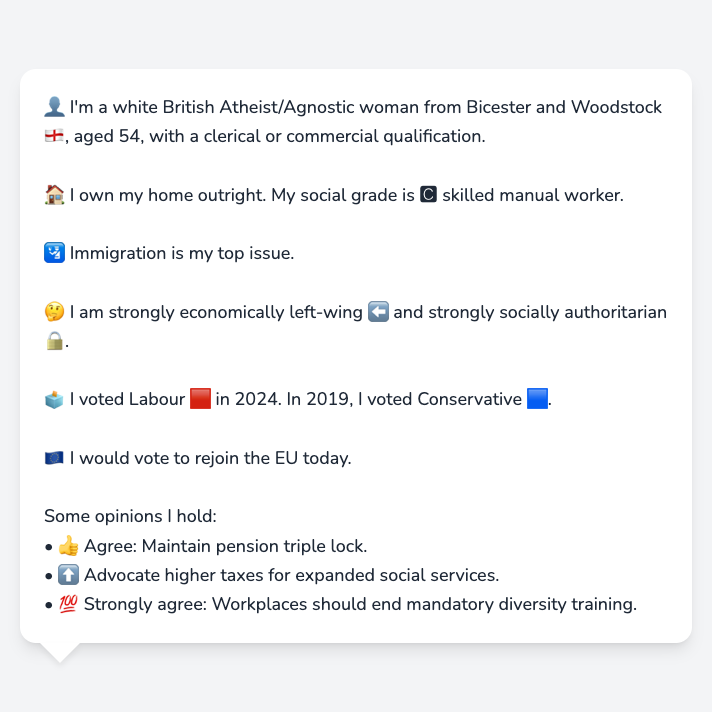 👤 I'm a white British Atheist/Agnostic woman from Bicester and Woodstock
🏴󠁧󠁢󠁥󠁮󠁧󠁿, aged 54, with a clerical or commercial qualification.
🏠 I own my home outright. My social grade is C skilled manual worker.
🛂 Immigration is my top issue.
🤔 I am strongly economically left-wing ⬅️ and strongly socially authoritarian
🔒.
🗳️ I voted Labour 🟥 in 2024. In 2019, I voted Conservative 🟦.
🇪🇺 I would vote to rejoin the EU today.
Some opinions I hold:
• 👍 Agree: Maintain pension triple lock.
• ⬆️ Advocate higher taxes for expanded social services.
• 💯 Strongly agree: Workplaces should end mandatory diversity training.